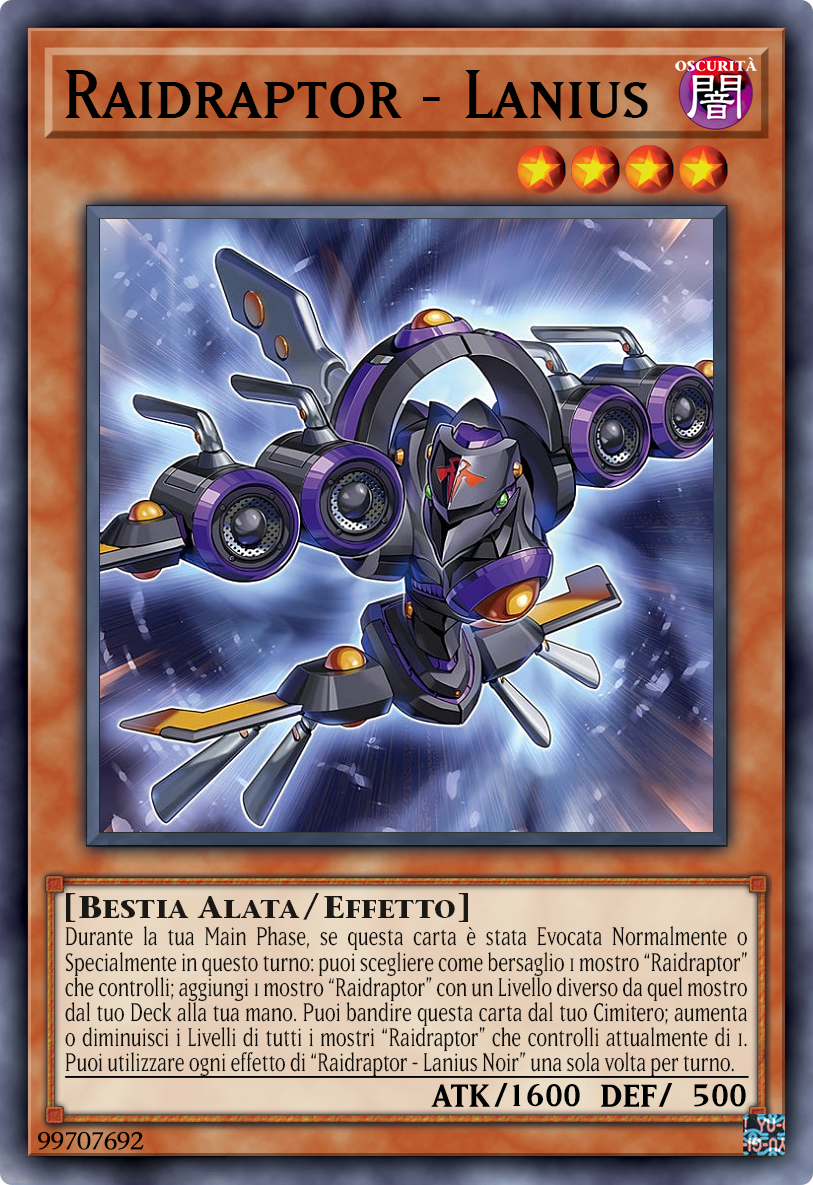 Raidraptor - Lanius
OSCURITÀ
闇
[Bestia Alata/Effetto]
Durante la tua Main Phase, se questa carta è stata Evocata Normalmente o
Specialmente in questo turno: puoi scegliere come bersaglio 1 mostro “Raidraptor”
che controlli; aggiungi 1 mostro “Raidraptor” con un Livello diverso da quel mostro
dal tuo Deck alla tua mano. Puoi bandire questa carta dal tuo Cimitero; aumenta
o diminuisci i Livelli di tutti i mostri “Raidraptor” che controlli attualmente di 1.
Puoi utilizzare ogni effetto di “Raidraptor - Lanius Noir” una sola volta per turno.
ATK/1600 DEF/ 500
99707692